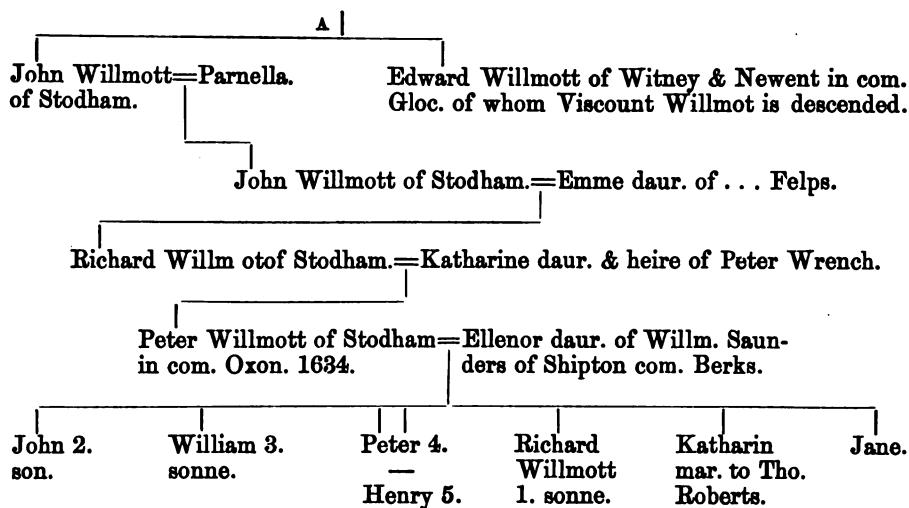 A
John Willmott=Parnella.
of Stodham.
Edward Willmott of Witney & Newent in com.
Gloc. of whom Viscount Willmot is descended.
John Willmott of Stodham.=Emme daur. of . . . Felps.
Richard Willm otof Stodham.=Katharine daur. & heire of Peter Wrench.
Peter Willmott of Stodham=Ellenor daur. of Willm. Saun-
in com. Oxon. 1634.
ders of Shipton com. Berks.
John 2.
son.
William 3.
sonne.
Peter 4.
—
Henry 5.
Richard
Willmott
1. sonne.
Katharin
mar. to Tho.
Roberts.
Jane.